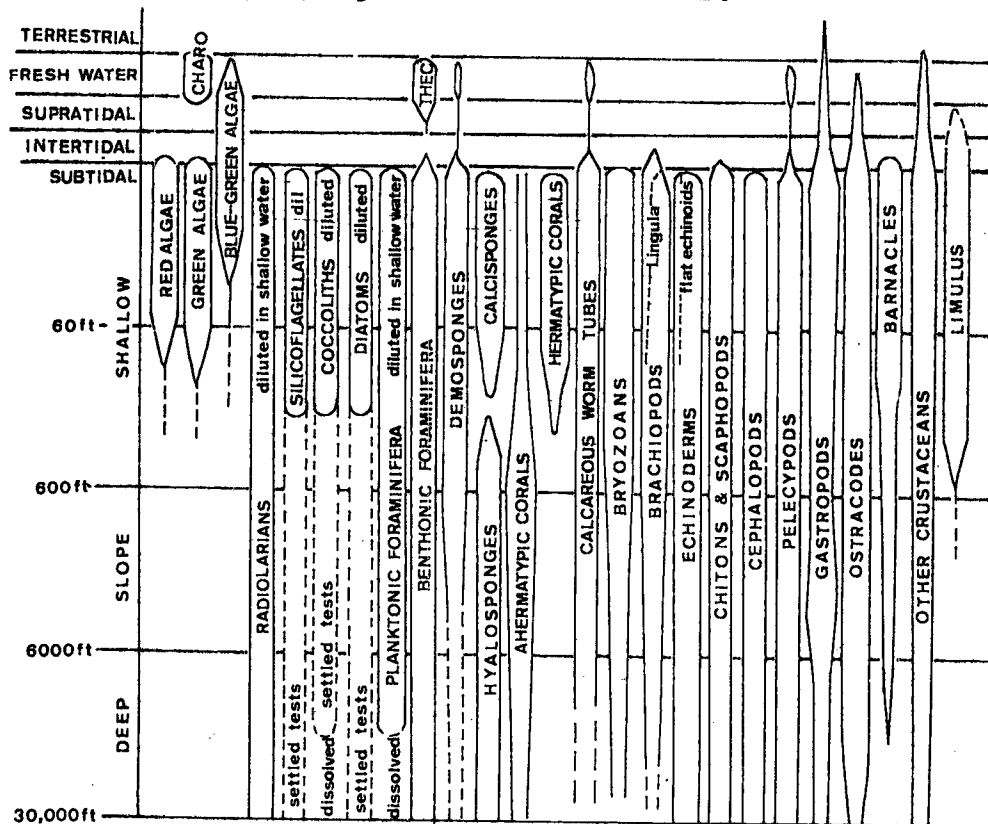 TERRESTRIAL
FRESH WATER
SUPRATIDAL
INTERTIDAL
SUBTIDAL
SHALLOW
60ft
600ft
SLOPE
6000ft
DEEP
30,000ft
RED ALGAE
CHARO
GREEN ALGAE
BLUE-GREEN ALGAE
diluted in shallow water
RADIOLARIANS
SILICOFLAGELLATES dil
settled tests
COCCOLITHS diluted
settled tests
dissolved
DIATOMS diluted
settled tests
diluted in shallow water
PLANKTONIC FORAMINIFERA
dissolved
THEC
BENTHONIC FORAMINIFERA
DEMOSPONGES
CALCISPONGES
HYALOSPONGES
AHERMATYPIC CORALS
HERMATYPIC CORALS
CALCAREOUS WORM TUBES
BRYOZOANS
Lingula
BRACHIOPODS
flat echinoids
ECHINODERMS
CHITONS & SCAPHOPODS
CEPHALOPODS
PELECYPODS
GASTROPODS
OSTRACODES
BARNACLES
OTHER CRUSTACEANS
LIMULUS